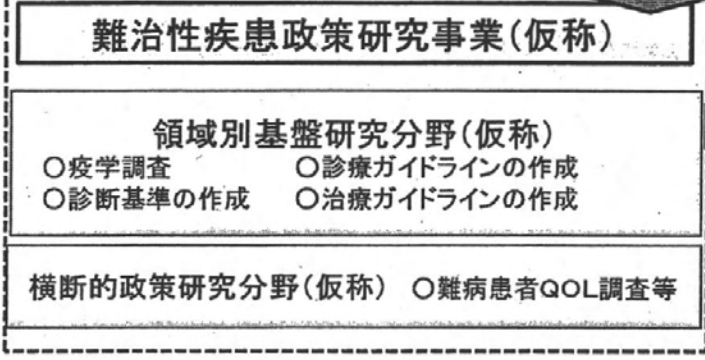 難治性疾患政策研究事業(仮称)
領域別基盤研究分野(仮称)
○疫学調査 ○診療ガイドラインの作成
○診断基準の作成 ○治療ガイドラインの作成
横断的政策研究分野(仮称) ○難病患者QOL調査等